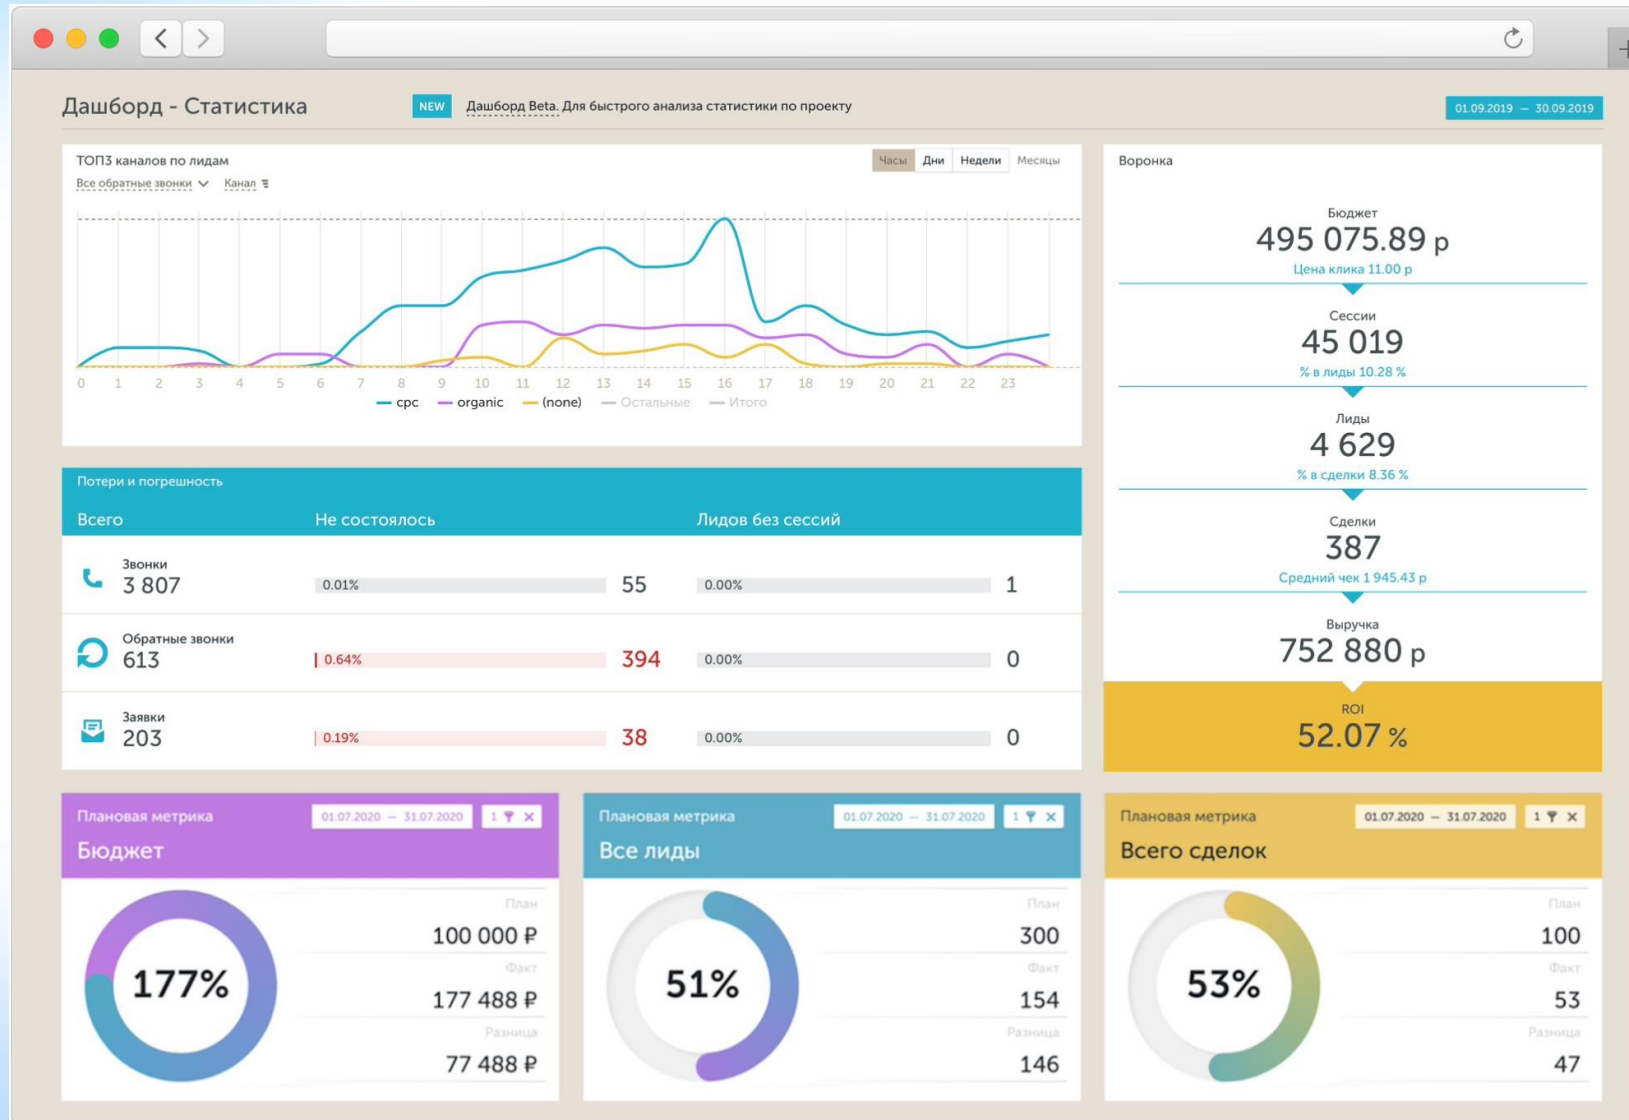 Дашборд - Статистика
NEW
Дашборд Beta. Для быстрого анализа статистики по проекту
01.09.2019 — 30.09.2019
ТОП3 каналов по лидам
Часы Дни Недели Месяцы
Все обратные звонки Канал
0 1 2 3 4 5 6 7 8 9 10 11 12 13 14 15 16 17 18 19 20 21 22 23
cpc organic (none) Остальные Итого
Воронка
Бюджет
495 075.89 р
Цена клика 11.00 р
Сессии
45 019
% в лиды 10.28 %
Лиды
4 629
% в сделки 8.36 %
Сделки
387
Средний чек 1 945.43 р
Выручка
752 880 р
ROI
52.07 %
Потери и погрешность
Всего Не состоялось Лидов без сессий
Звонки
3 807 0.01% 55 0.00% 1
Обратные звонки
613 0.64% 394 0.00% 0
Заявки
203 0.19% 38 0.00% 0
Плановая метрика 01.07.2020 — 31.07.2020 1
Бюджет
177%
План
100 000 ₽
Факт
177 488 ₽
Разница
77 488 ₽
Плановая метрика 01.07.2020 — 31.07.2020 1
Все лиды
51%
План
300
Факт
154
Разница
146
Плановая метрика 01.07.2020 — 31.07.2020 1
Всего сделок
53%
План
100
Факт
53
Разница
47